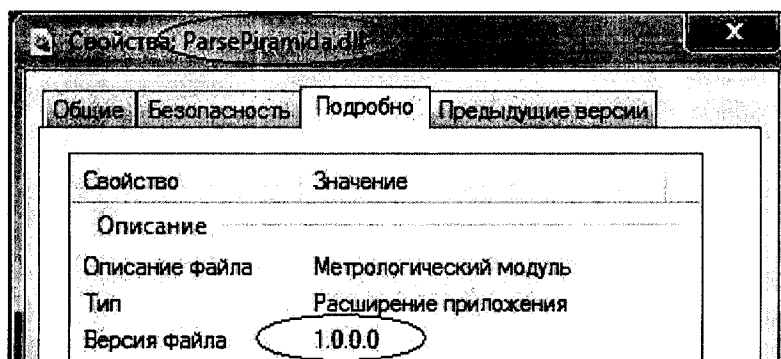 Свойства: ParsePiramida.dll
Общие Безопасность Подробно Предыдущие версии
Свойство Значение
Описание
Описание файла Метрологический модуль
Тип Расширение приложения
Версия файла 1.0.0.0